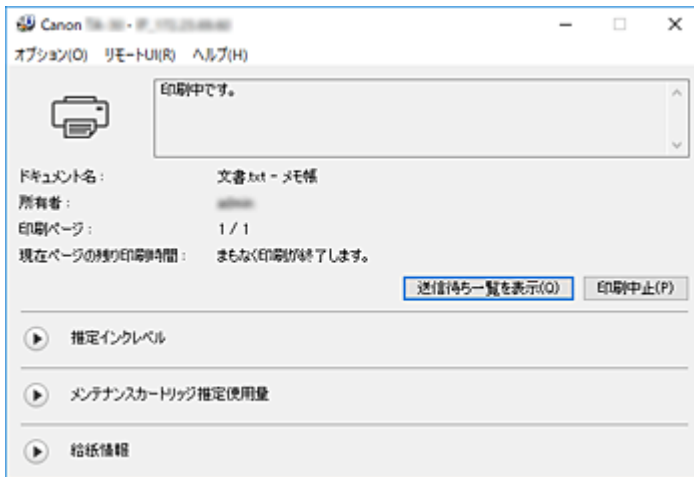 Canon
オプション(O) リモートUI(R) ヘルプ(H)
印刷中です。
ドキュメント名： 文書.txt - メモ帳
所有者：
印刷ページ： 1 / 1
現在ページの残り印刷時間： まもなく印刷が終了します。
送信待ち一覧を表示(Q) 印刷中止(P)
推定インクレベル
メンテナンスカートリッジ推定使用量
給紙情報